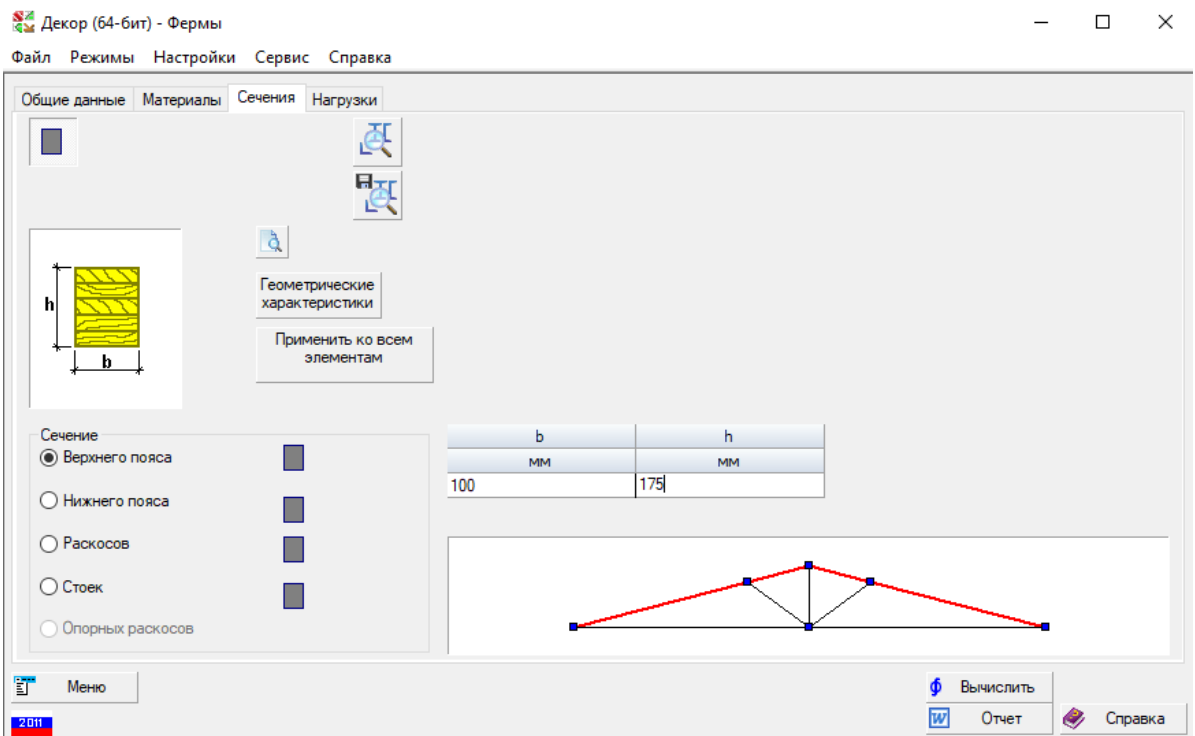 Декор (64-бит) - Фермы
Файл Режимы Настройки Сервис Справка
Общие данные Материалы Сечения Нагрузки
h
b
Геометрические
характеристики
Применить ко всем
элементам
Сечение
Верхнего пояса
Нижнего пояса
Раскосов
Стоек
Опорных раскосов
b h
мм мм
100 175
Меню
2011
Вычислить
Отчет
Справка